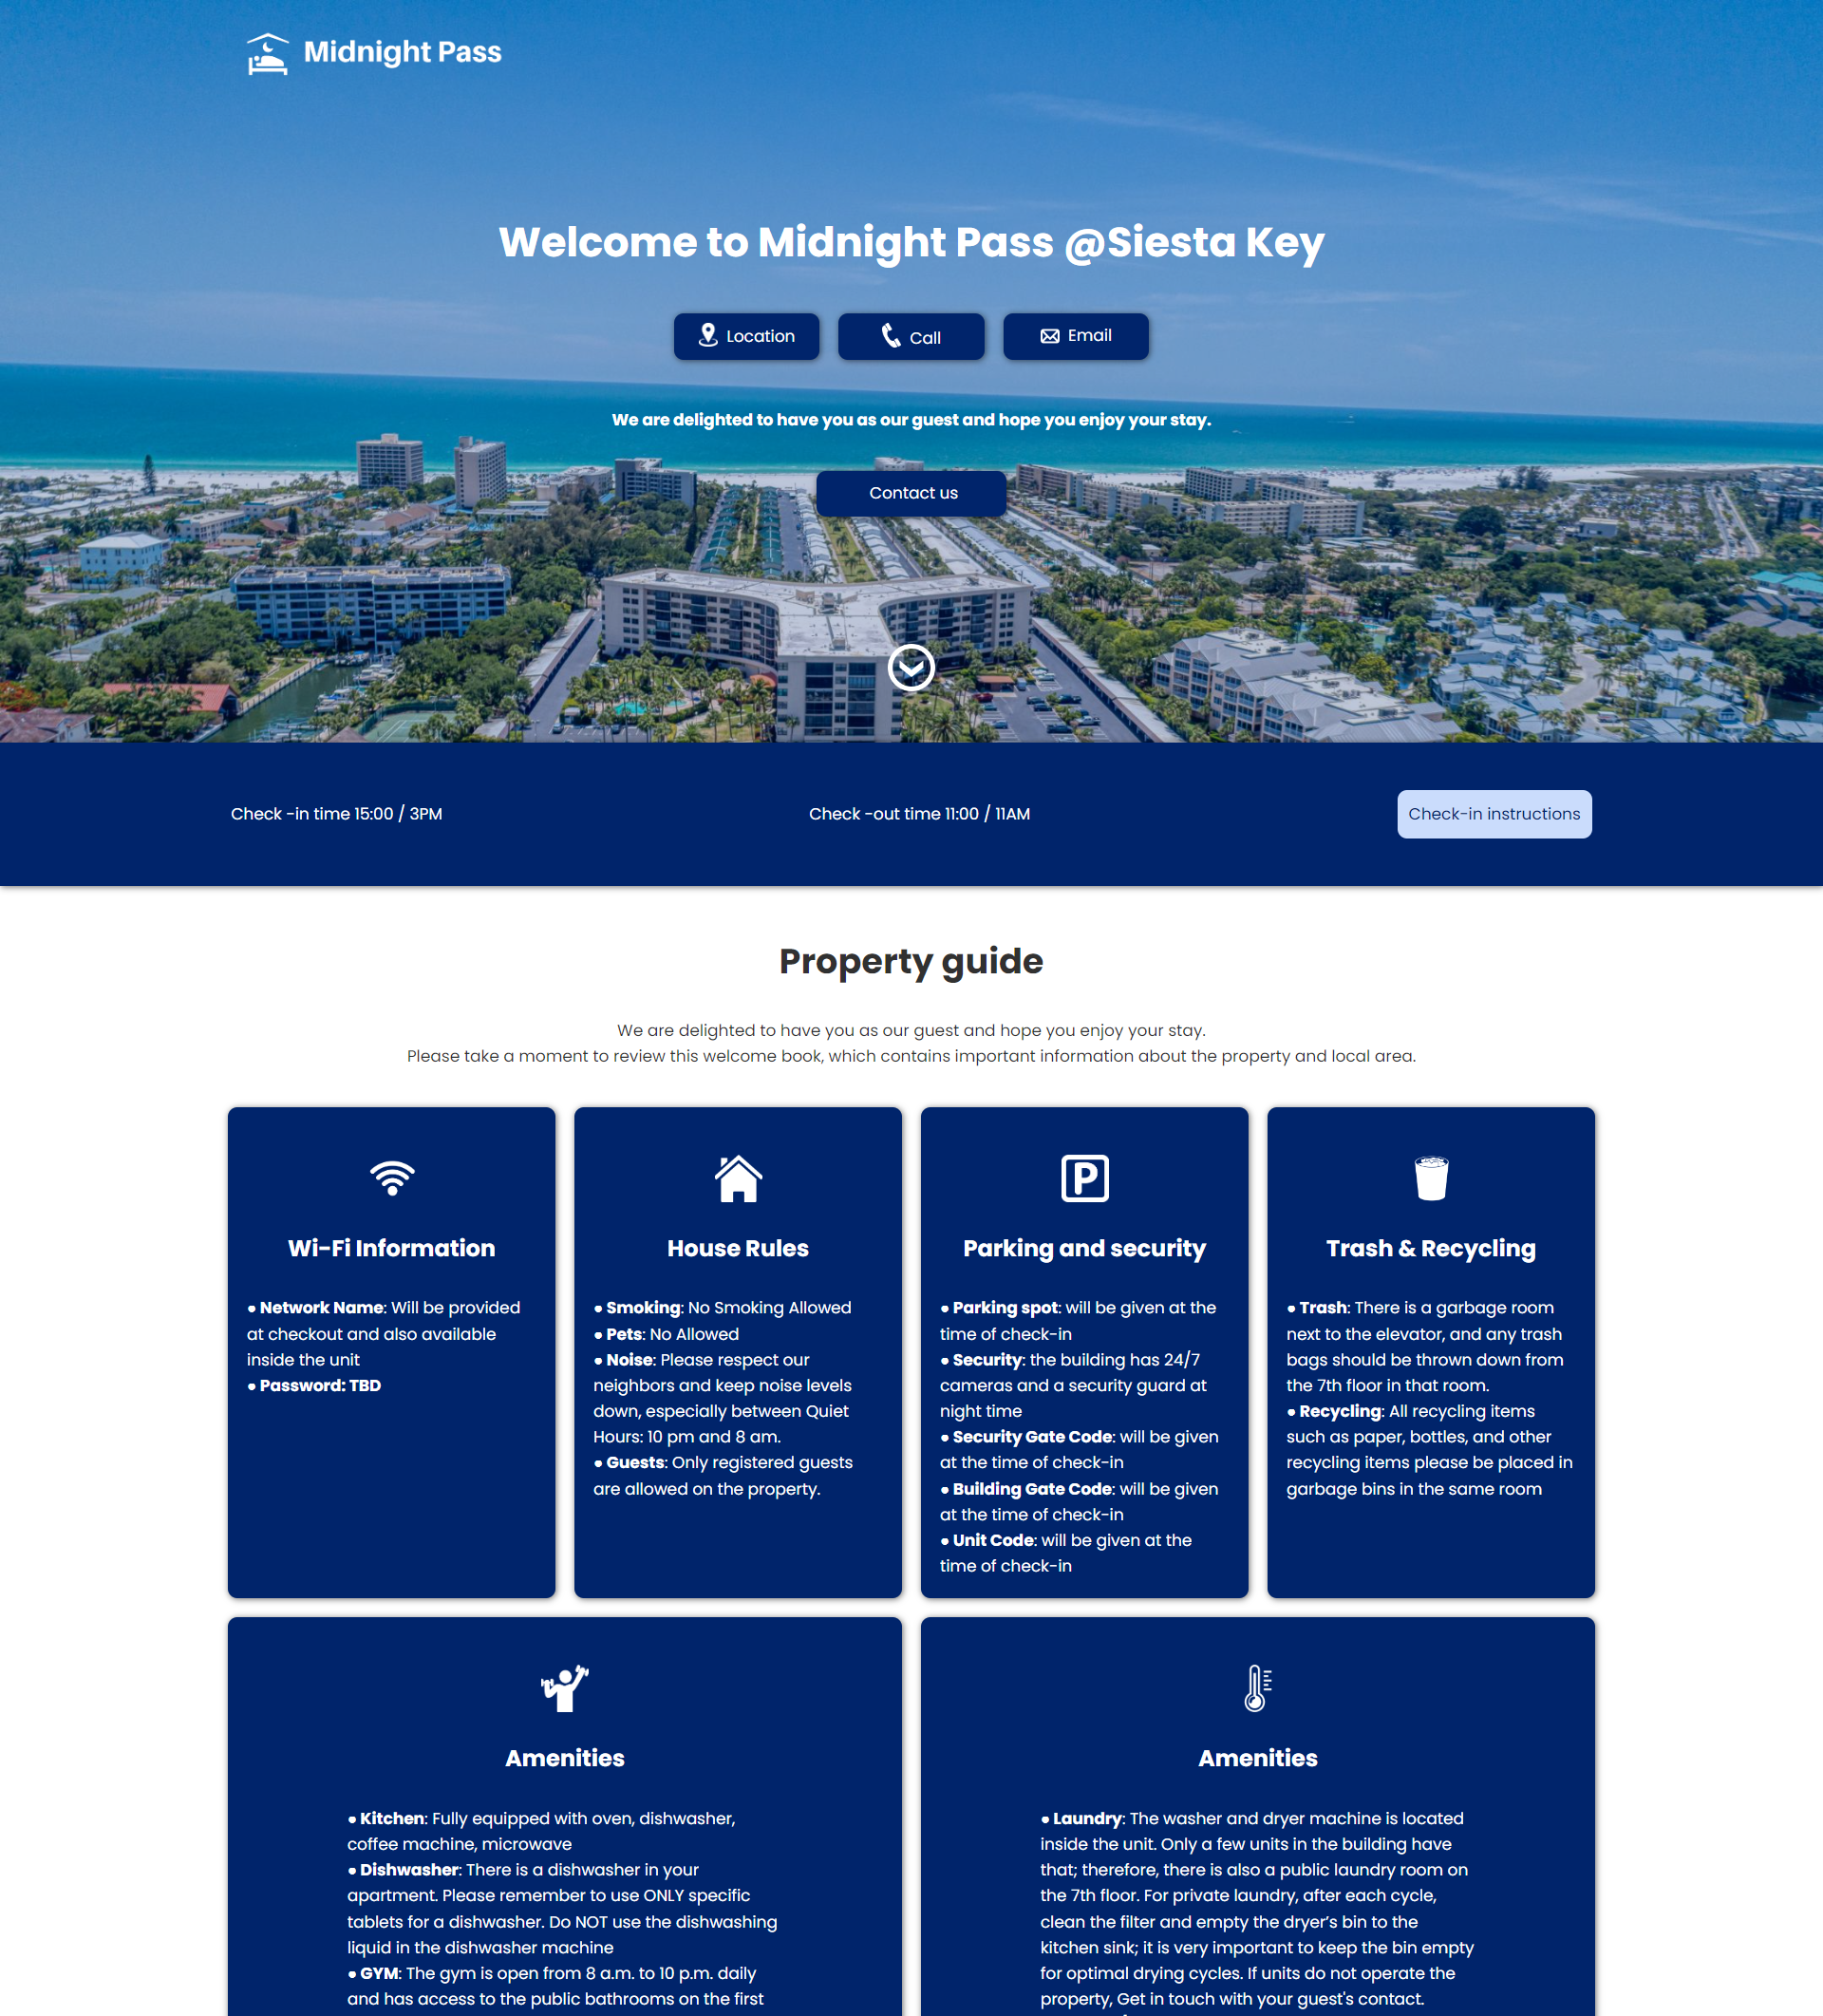 Midnight Pass
Welcome to Midnight Pass @Siesta Key
Location
Call
Email
We are delighted to have you as our guest and hope you enjoy your stay.
Contact us
Check -in time 15:00 / 3PM
Check -out time 11:00 / 11AM
Check-in instructions
Property guide
We are delighted to have you as our guest and hope you enjoy your stay.
Please take a moment to review this welcome book, which contains important information about the property and local area.
Wi-Fi Information
● Network Name: Will be provided
at checkout and also available
inside the unit
● Password: TBD
House Rules
● Smoking: No Smoking Allowed
● Pets: No Allowed
● Noise: Please respect our
neighbors and keep noise levels
down, especially between Quiet
Hours: 10 pm and 8 am.
● Guests: Only registered guests
are allowed on the property.
P
Parking and security
● Parking spot: will be given at the
time of check-in
● Security: the building has 24/7
cameras and a security guard at
night time
● Security Gate Code: will be given
at the time of check-in
● Building Gate Code: will be given
at the time of check-in
● Unit Code: will be given at the
time of check-in
Trash & Recycling
● Trash: There is a garbage room
next to the elevator, and any trash
bags should be thrown down from
the 7th floor in that room.
● Recycling: All recycling items
such as paper, bottles, and other
recycling items please be placed in
garbage bins in the same room
Amenities
● Kitchen: Fully equipped with oven, dishwasher,
coffee machine, microwave
● Dishwasher: There is a dishwasher in your
apartment. Please remember to use ONLY specific
tablets for a dishwasher. Do NOT use the dishwashing
liquid in the dishwasher machine
● GYM: The gym is open from 8 a.m. to 10 p.m. daily
and has access to the public bathrooms on the first
Amenities
● Laundry: The washer and dryer machine is located
inside the unit. Only a few units in the building have
that; therefore, there is also a public laundry room on
the 7th floor. For private laundry, after each cycle,
clean the filter and empty the dryer’s bin to the
kitchen sink; it is very important to keep the bin empty
for optimal drying cycles. If units do not operate the
property, Get in touch with your guest's contact.